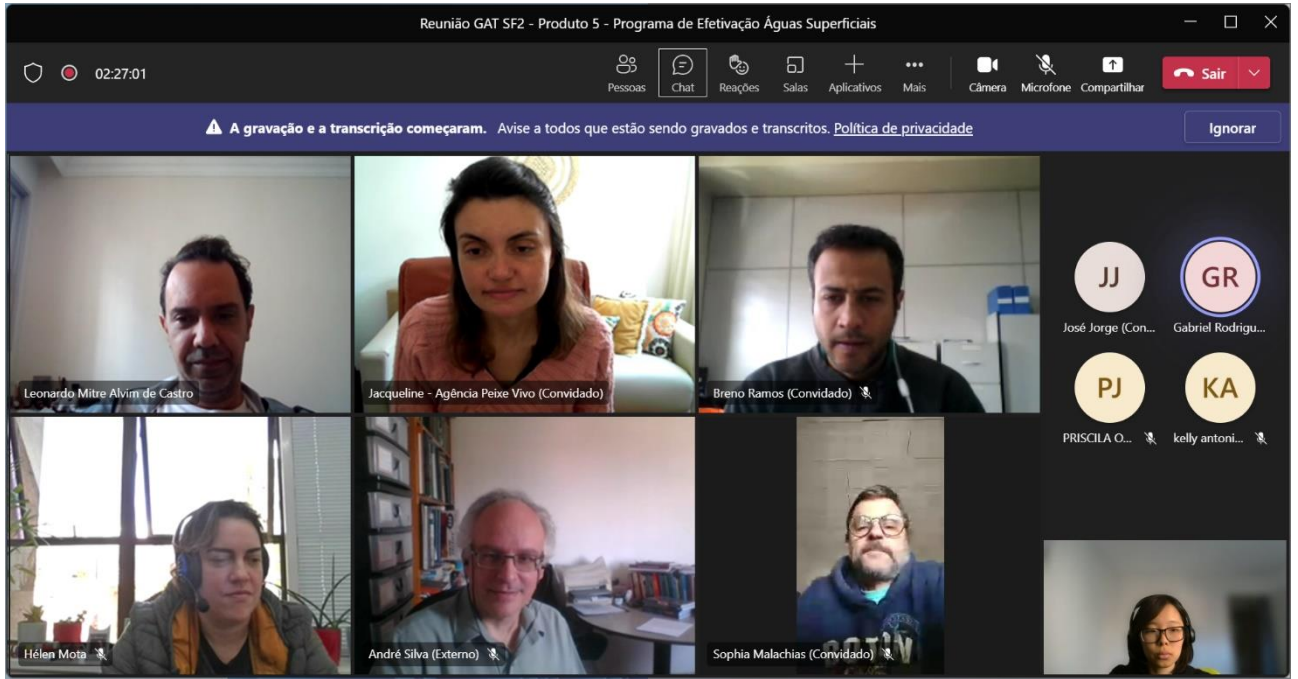 Reunião GAT SF2 - Produto 5 - Programa de Efetivação Águas Superficiais
02:27:01
Pessoas
Chat
Reações
Salas
Aplicativos
Mais
Câmera
Microfone
Compartilhar
Sair
A gravação e a transcrição começaram. Avise a todos que estão sendo gravados e transcritos. Política de privacidade
Ignorar
Leonardo Mitre Alvim de Castro
Jacqueline - Agência Peixe Vivo (Convidado)
Breno Ramos (Convidado)
JJ
José Jorge (Con...
GR
Gabriel Rodrigu...
PJ
PRISCILA O...
KA
kelly antoni...
Hélen Mota
André Silva (Externo)
Sophia Malachias (Convidado)